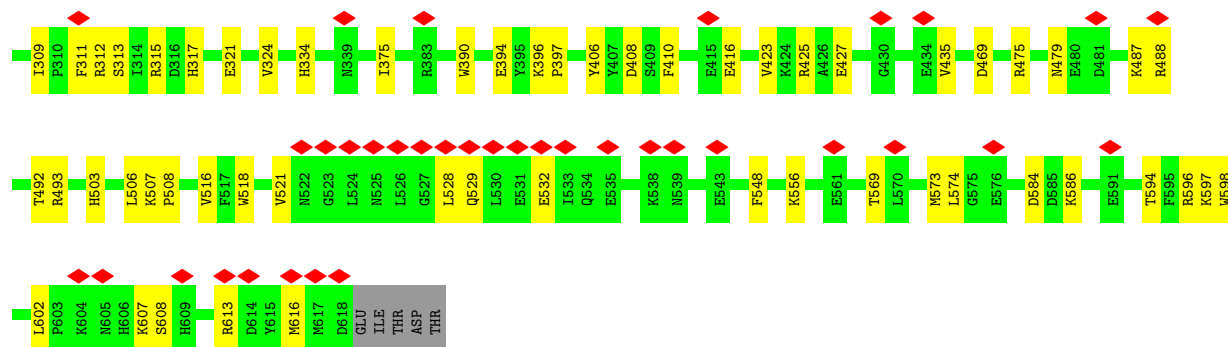 I309 P310 F311 R312 S313 I314 R315 D316 H317 E321 V324 H334 N339 I375 R383 W390 E394 Y395 K396 P397 Y406 Y407 D408 S409 F410 E415 E416 V423 K424 R425 A426 E427 G430 E434 V435 D469 R475 N479 E480 D481 K487 R488
T492 R493 H503 L506 K507 P508 V516 F517 W518 V521 N522 G523 L524 N525 L526 G527 L528 Q529 L530 E531 E532 I533 Q534 E535 K538 N539 E543 F548 K556 E561 T569 L570 M573 L574 G575 E576 D584 D585 K586 E591 T594 F595 R596 K597 W598
L602 P603 K604 N605 H606 K607 S608 H609 R613 D614 Y615 M616 M617 D618 GLU ILE THR ASP THR